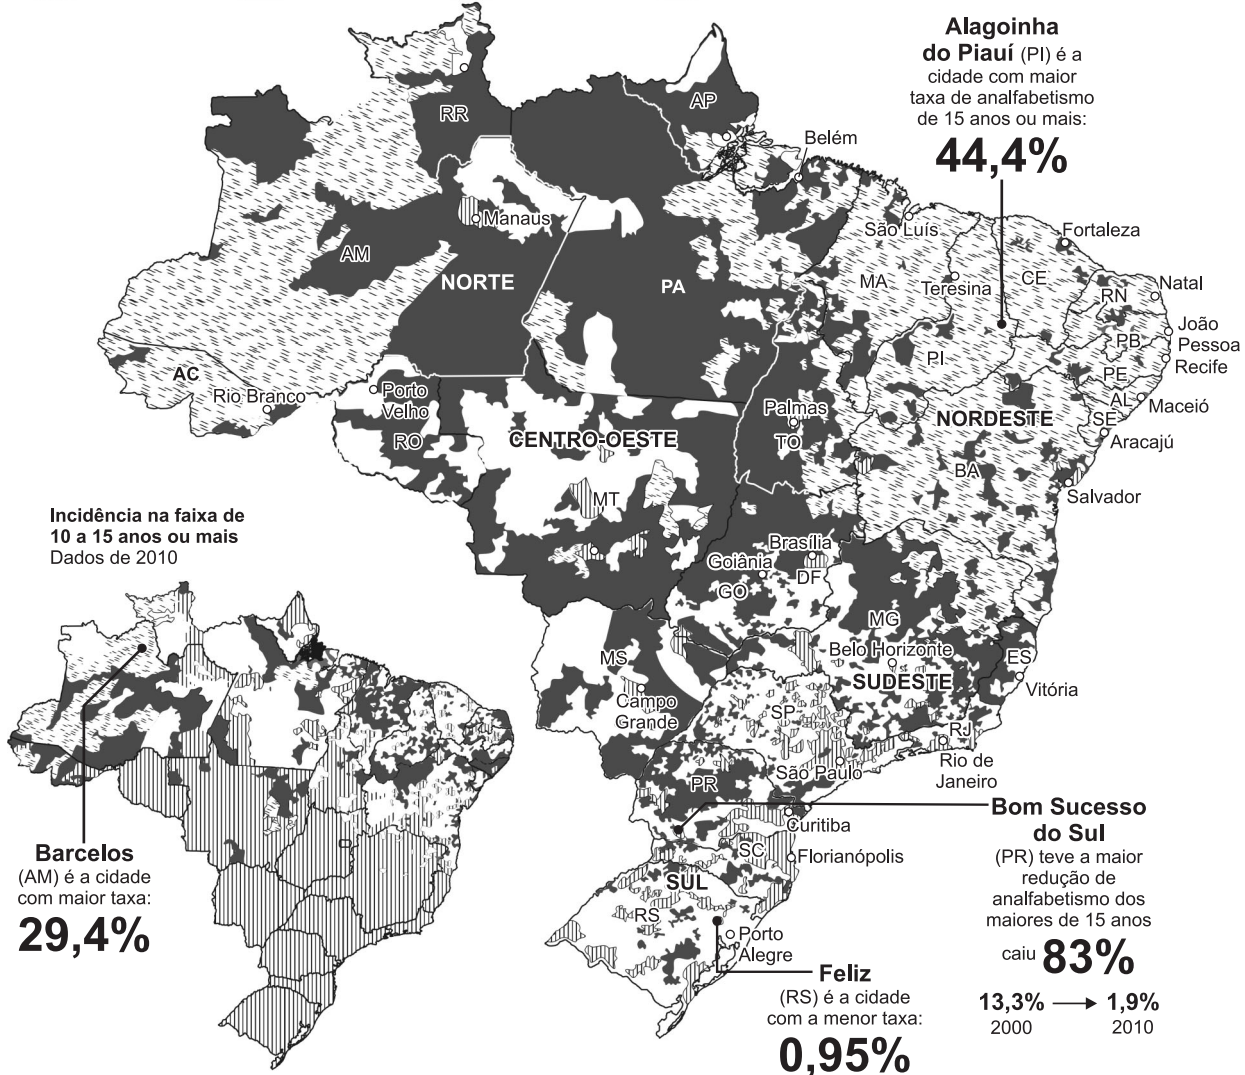 Alagoinha
do Piauí (PI) é a
cidade com maior
taxa de analfabetismo
de 15 anos ou mais:
44,4%
RR
AP
Belém
Manaus
São Luís
Fortaleza
AM
NORTE
PA
MA
Teresina
CE
RN
Natal
João
Pessoa
PB
Recife
PI
PE
AC
Rio Branco
Porto
Velho
RO
CENTRO-OESTE
Palmas
TO
NORDESTE
AL
Maceió
SE
Aracajú
BA
Salvador
MT
Brasília
Goiânia
DF
GO
MG
Belo Horizonte
SUDESTE
ES
Vitória
MS
Campo
Grande
SP
RJ
Rio de
Janeiro
São Paulo
PR
Curitiba
SC
Florianópolis
SUL
RS
Porto
Alegre
Incidência na faixa de
10 a 15 anos ou mais
Dados de 2010
Barcelos
(AM) é a cidade
com maior taxa:
29,4%
Bom Sucesso
do Sul
(PR) teve a maior
redução de
analfabetismo dos
maiores de 15 anos
caiu 83%
13,3% → 1,9%
2000 2010
Feliz
(RS) é a cidade
com a menor taxa:
0,95%